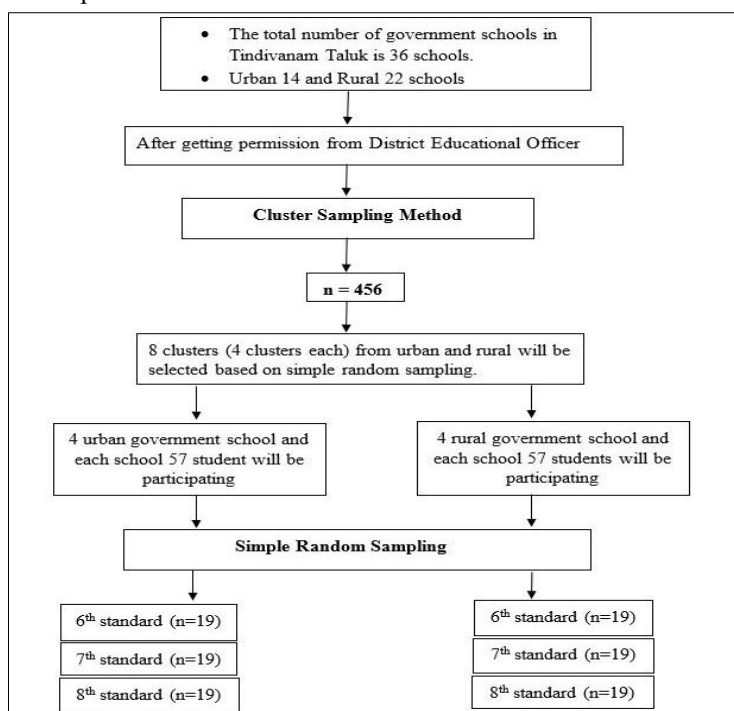 • The total number of government schools in
Tindivanam Taluk is 36 schools.
• Urban 14 and Rural 22 schools
After getting permission from District Educational Officer
Cluster Sampling Method
n = 456
8 clusters (4 clusters each) from urban and rural will be
selected based on simple random sampling.
4 urban government school and
each school 57 student will be
participating
4 rural government school and
each school 57 students will be
participating
Simple Random Sampling
6th standard (n=19)
7th standard (n=19)
8th standard (n=19)
6th standard (n=19)
7th standard (n=19)
8th standard (n=19)